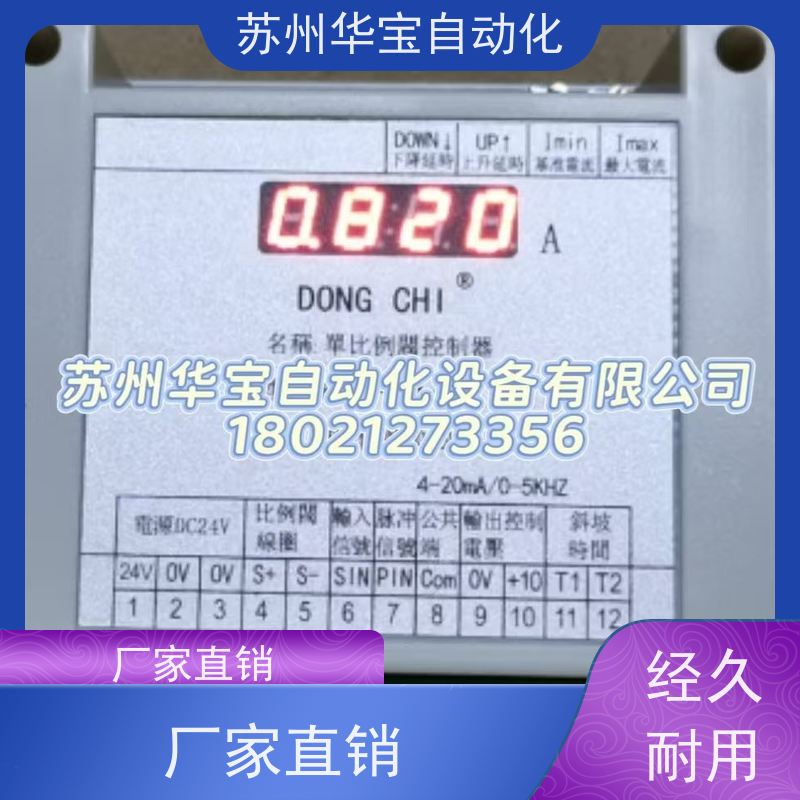 苏州华宝自动化
DOWN↓ UP↑ Imin Imax
下降延時 上升延時 基准電流 最大電流
0.820 A
DONG CHI®
名稱:單比例閥控制器
苏州华宝自动化设备有限公司
18021273356
4-20mA/0-5KHZ
電源DC24V 比例閥線圈 輸入信號 脉冲信號 公共端 輸出控制電壓 斜坡時間
24V 0V 0V S+ S- SIN PIN Com 0V +10 T1 T2
1 2 3 4 5 6 7 8 9 10 11 12
厂家直销
厂家直销
经久
耐用